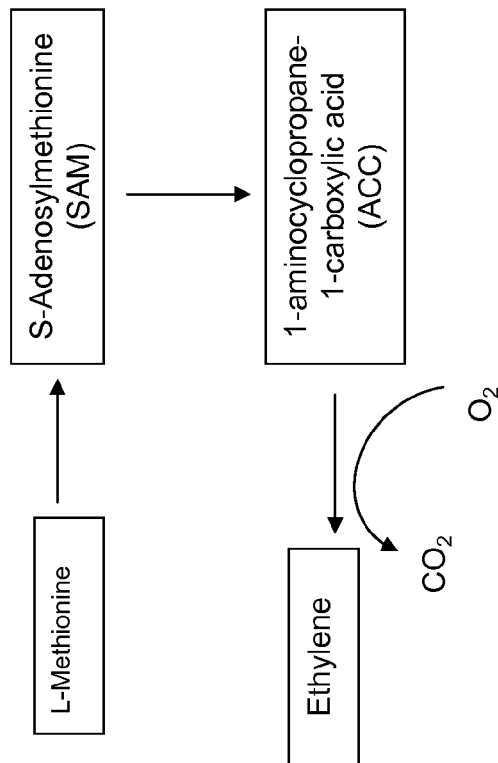 L-Methionine
S-Adenosylmethionine
(SAM)
1-aminocyclopropane-
1-carboxylic acid
(ACC)
Ethylene
CO₂
O₂